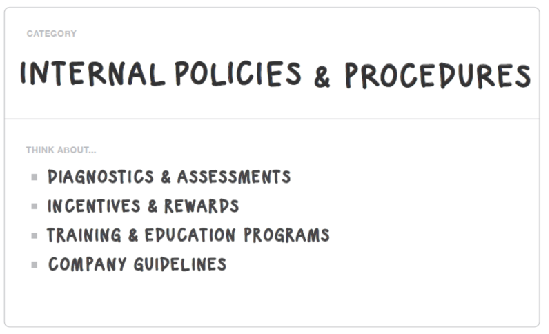 CATEGORY
INTERNAL POLICIES & PROCEDURES
THINK ABOUT...
DIAGNOSTICS & ASSESSMENTS
INCENTIVES & REWARDS
TRAINING & EDUCATION PROGRAMS
COMPANY GUIDELINES